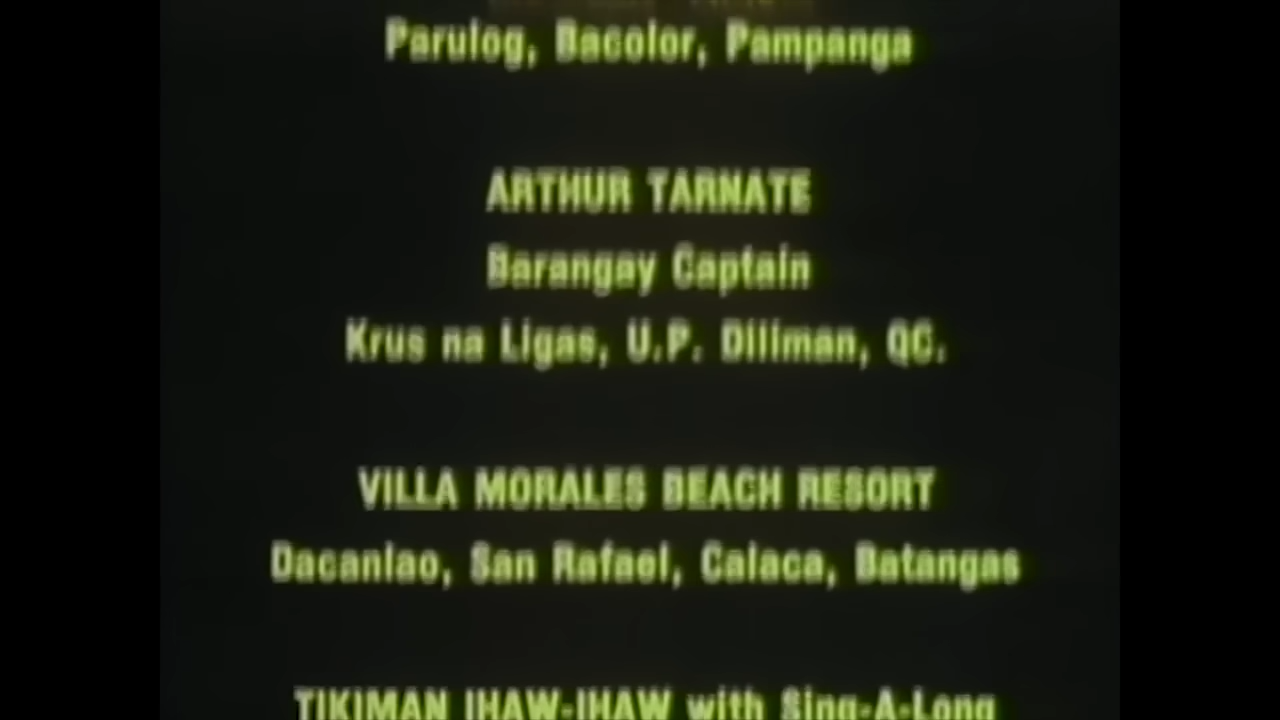 Parulog, Bacolor, Pampanga
ARTHUR TARNATE
Barangay Captain
Krus na Ligas, U.P. Diliman, QC.
VILLA MORALES BEACH RESORT
Dacanlao, San Rafael, Calaca, Batangas
TIKIMAN IHAW-IHAW with Sing-A-Long